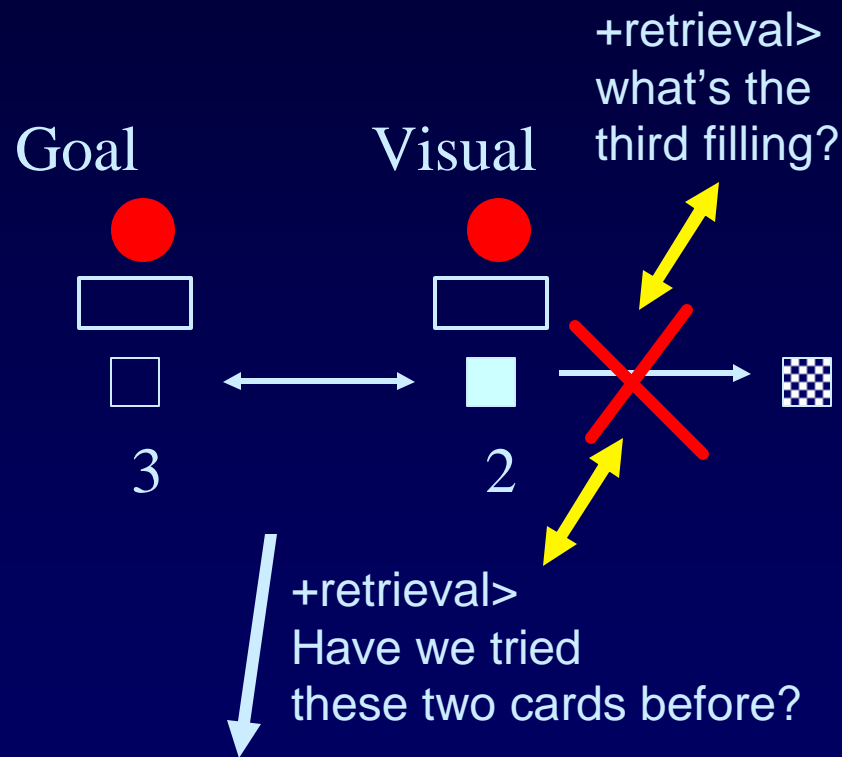 +retrieval>
what's the
third filling?
Goal
Visual
3
2
+retrieval>
Have we tried
these two cards before?